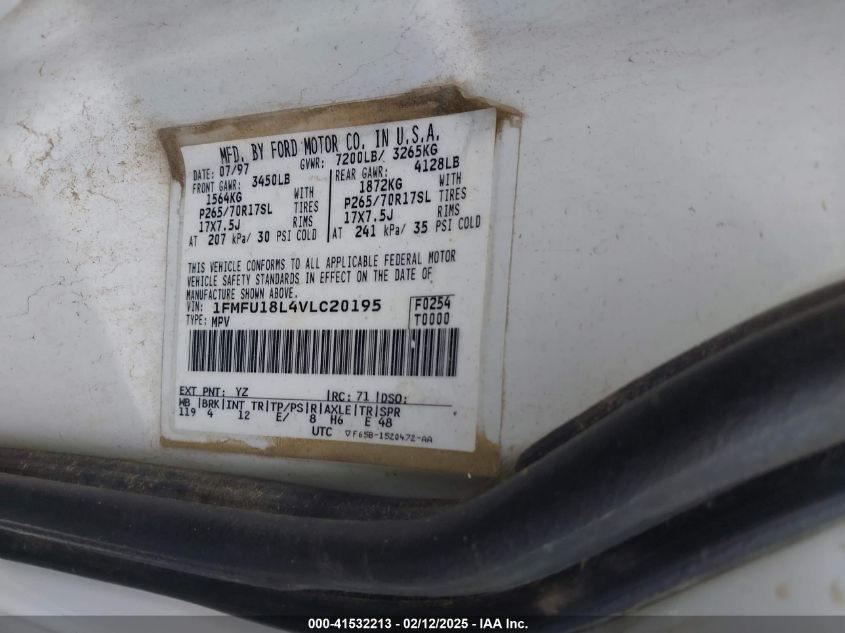 MFD. BY FORD MOTOR CO. IN U.S.A.
DATE: 07/97 GVWR: 7200LB/ 3265KG
FRONT GAWR: 3450LB REAR GAWR: 4128LB
1564KG WITH 1872KG WITH
P265/70R17SL TIRES P265/70R17SL TIRES
17X7.5J RIMS 17X7.5J RIMS
AT 207 kPa/ 30 PSI COLD AT 241 kPa/ 35 PSI COLD
THIS VEHICLE CONFORMS TO ALL APPLICABLE FEDERAL MOTOR
VEHICLE SAFETY STANDARDS IN EFFECT ON THE DATE OF
MANUFACTURE SHOWN ABOVE.
VIN: 1FMFU18L4VLC20195 F0254
TYPE: MPV T0000
EXT PNT: YZ RC: 71 DSO:
WB BRK INT TR TP/PS R AXLE TR SPR
119 4 12 E/ 8 H6 E 48
UTC ▽F65B-1520472-AA
000-41532213 - 02/12/2025 - IAA Inc.